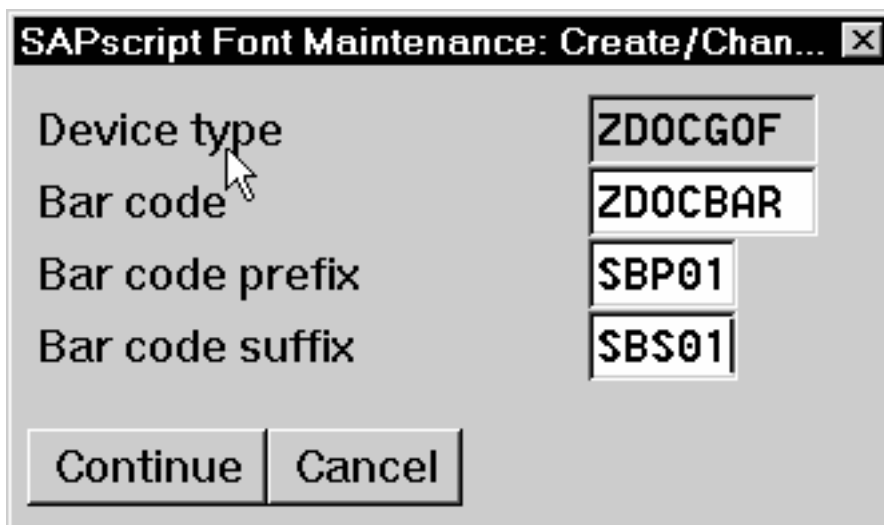 SAPscript Font Maintenance: Create/Chan...
Device type ZDOCGOF
Bar code ZDOCBAR
Bar code prefix SBP01
Bar code suffix SBS01
Continue Cancel